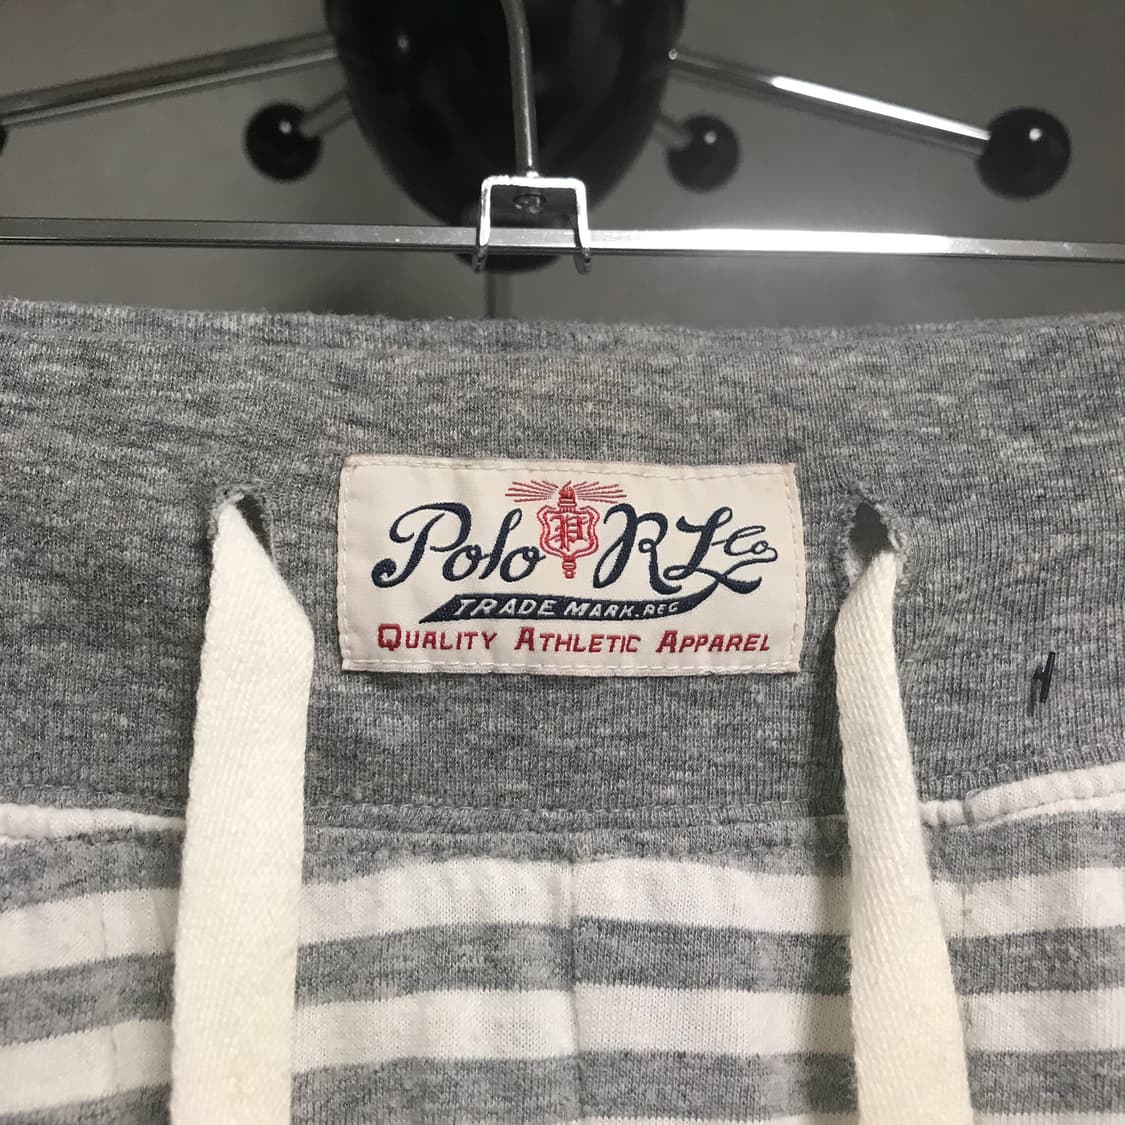 Polo P RL Co
TRADE MARK.REG
QUALITY ATHLETIC APPAREL